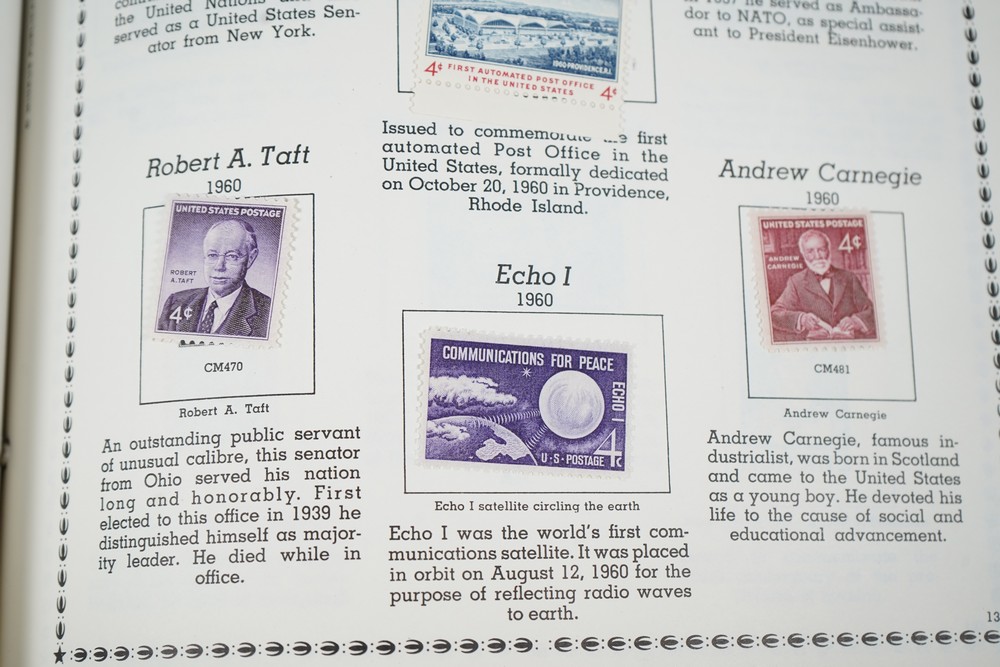 the United Nations and
served as a United States Sen-
ator from New York.
4¢ FIRST AUTOMATED POST OFFICE 4¢
IN THE UNITED STATES
1960-PROVIDENCE, R.I.
he served as Ambassa-
dor to NATO, as special assist-
ant to President Eisenhower.
Issued to commemorate the first
automated Post Office in the
United States, formally dedicated
on October 20, 1960 in Providence,
Rhode Island.
Robert A. Taft
1960
UNITED STATES POSTAGE
ROBERT
A. TAFT
4¢
CM470
Robert A. Taft
An outstanding public servant
of unusual calibre, this senator
from Ohio served his nation
long and honorably. First
elected to this office in 1939 he
distinguished himself as major-
ity leader. He died while in
office.
Echo I
1960
COMMUNICATIONS FOR PEACE
ECHO I
4¢
U·S·POSTAGE
Echo I satellite circling the earth
Echo I was the world's first com-
munications satellite. It was placed
in orbit on August 12, 1960 for the
purpose of reflecting radio waves
to earth.
Andrew Carnegie
1960
UNITED STATES POSTAGE
4¢
ANDREW
CARNEGIE
CM481
Andrew Carnegie
Andrew Carnegie, famous in-
dustrialist, was born in Scotland
and came to the United States
as a young boy. He devoted his
life to the cause of social and
educational advancement.
13